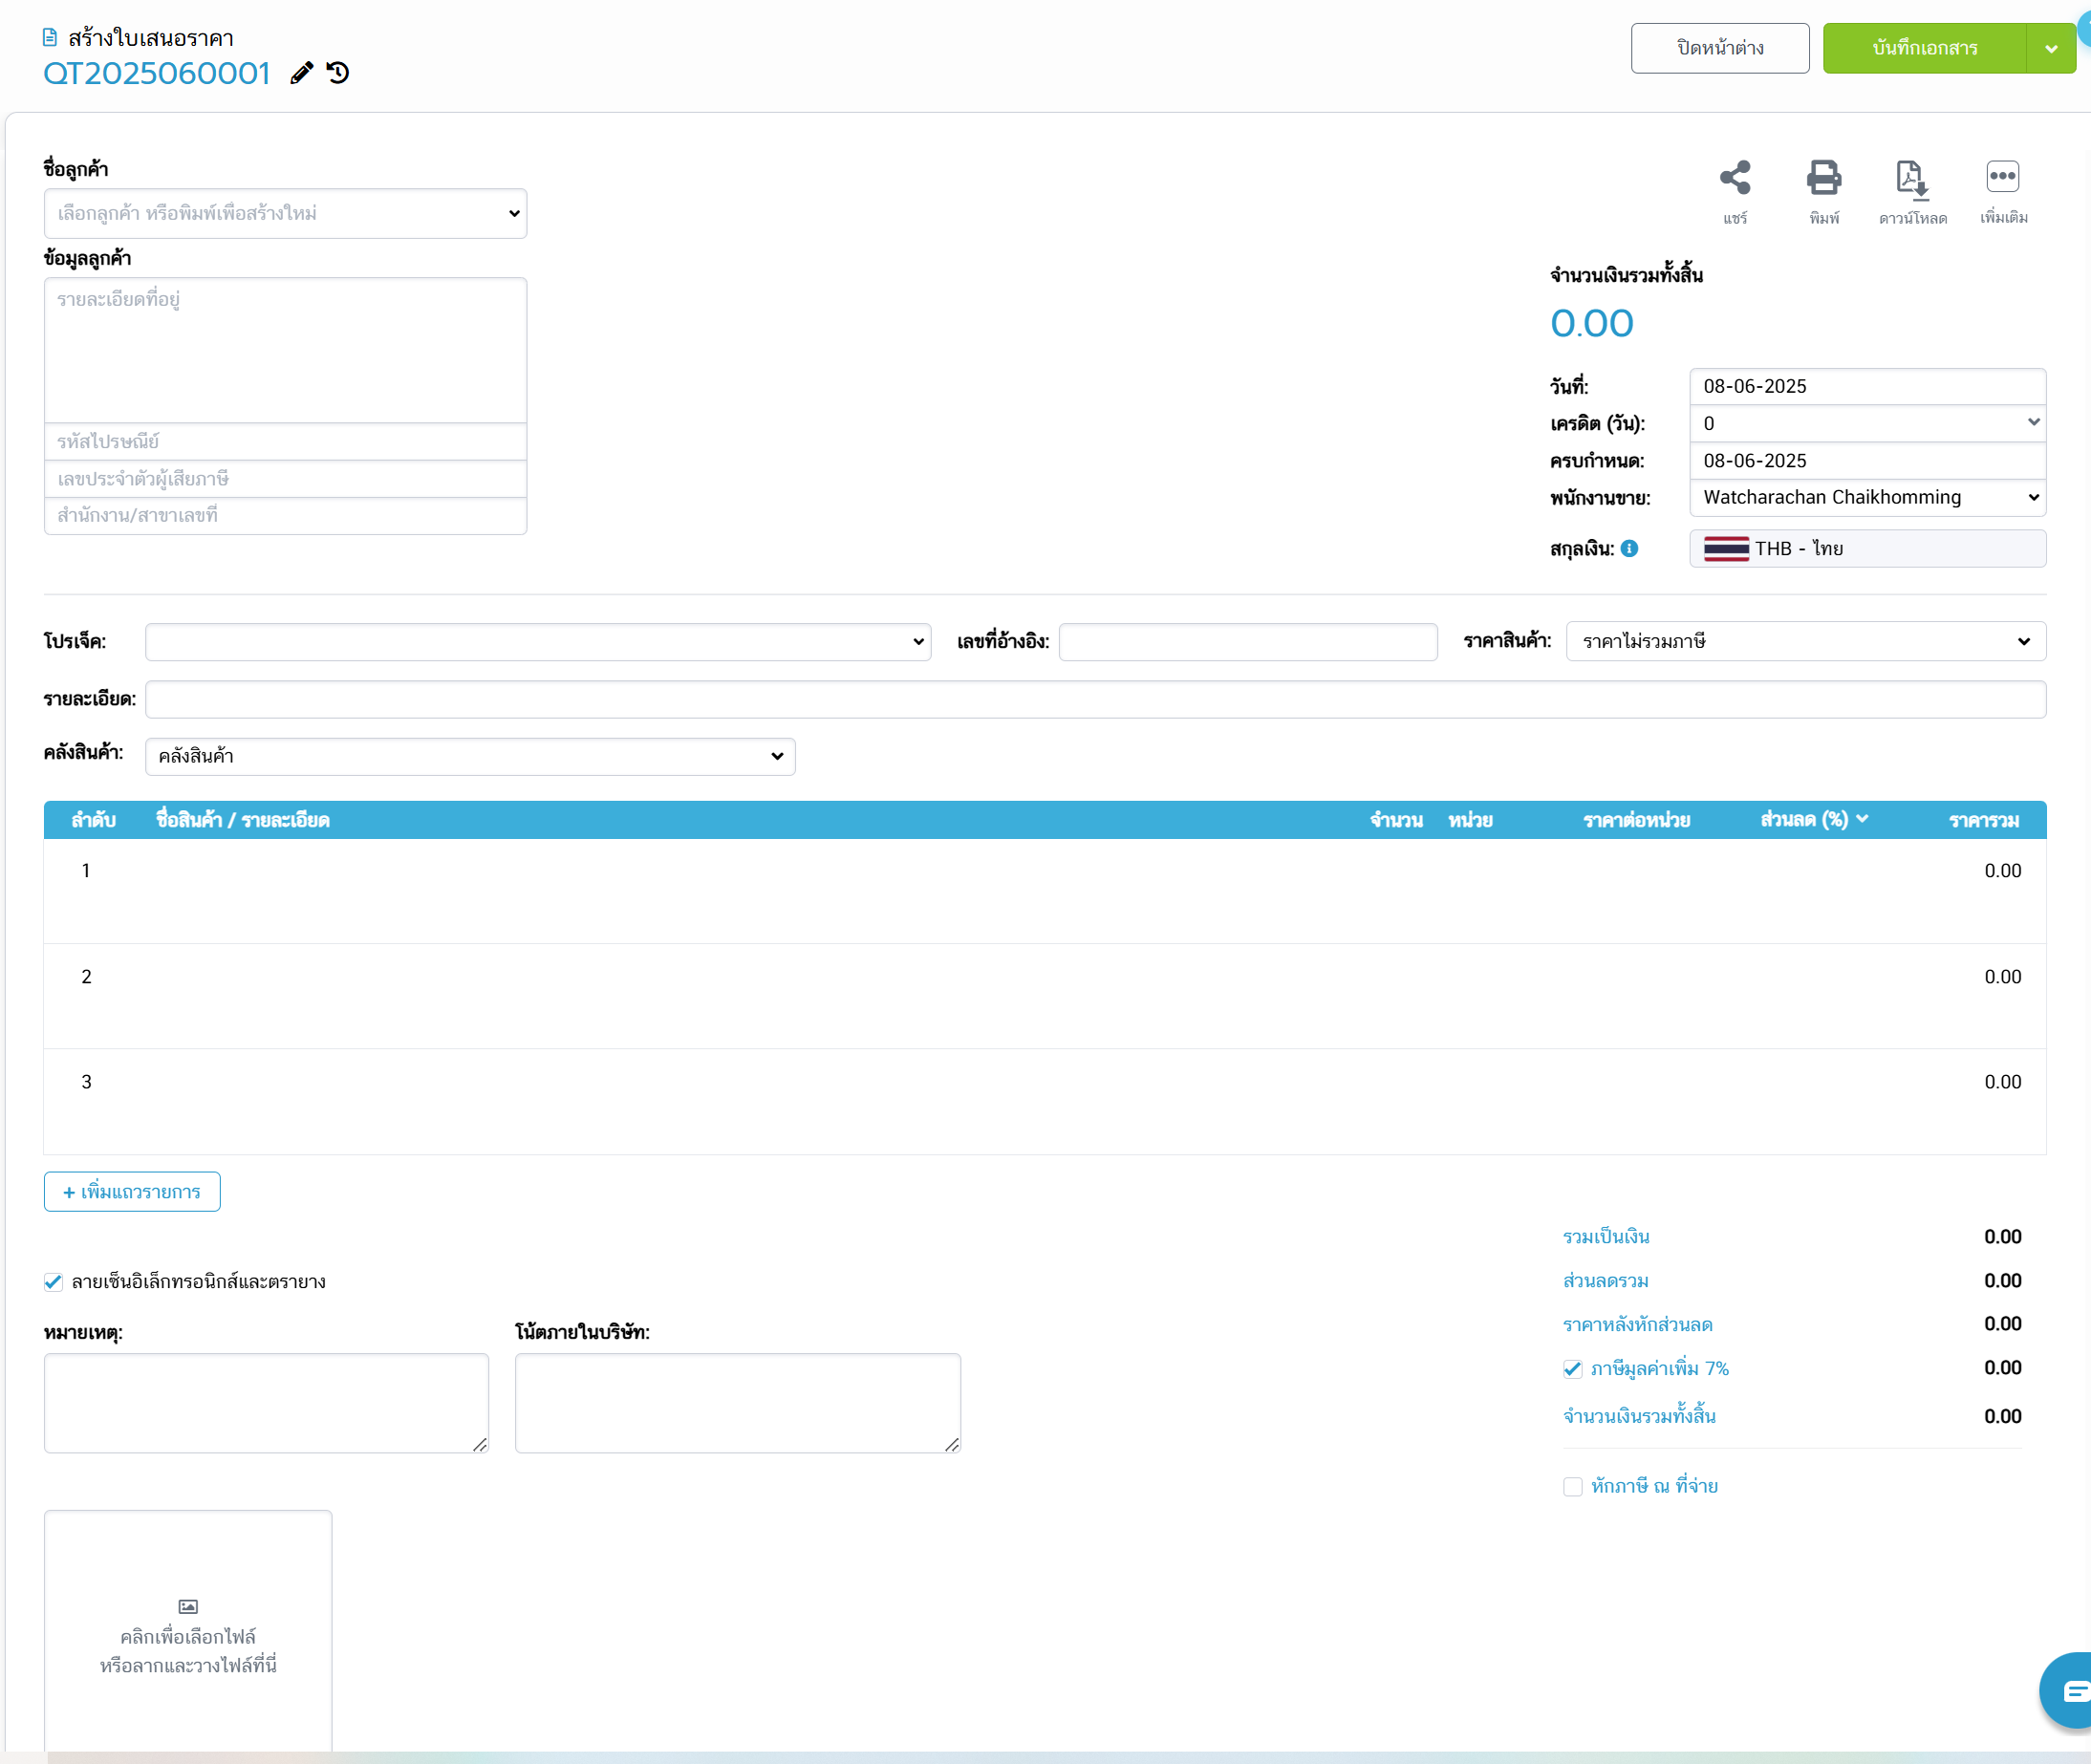 สร้างใบเสนอราคา
QT2025060001
ปิดหน้าต่าง
บันทึกเอกสาร
ชื่อลูกค้า
เลือกลูกค้า หรือพิมพ์เพื่อสร้างใหม่
ข้อมูลลูกค้า
รายละเอียดที่อยู่
รหัสไปรษณีย์
เลขประจำตัวผู้เสียภาษี
สำนักงาน/สาขาเลขที่
แชร์
พิมพ์
ดาวน์โหลด
เพิ่มเติม
จำนวนเงินรวมทั้งสิ้น
0.00
วันที่: 08-06-2025
เครดิต (วัน): 0
ครบกำหนด: 08-06-2025
พนักงานขาย: Watcharachan Chaikhomming
สกุลเงิน: THB - ไทย
โปรเจ็ค: เลขที่อ้างอิง: ราคาสินค้า: ราคาไม่รวมภาษี
รายละเอียด:
คลังสินค้า: คลังสินค้า
ลำดับ ชื่อสินค้า / รายละเอียด จำนวน หน่วย ราคาต่อหน่วย ส่วนลด (%) ราคารวม
1 0.00
2 0.00
3 0.00
+ เพิ่มแถวรายการ
รวมเป็นเงิน 0.00
ส่วนลดรวม 0.00
ราคาหลังหักส่วนลด 0.00
ภาษีมูลค่าเพิ่ม 7% 0.00
จำนวนเงินรวมทั้งสิ้น 0.00
หักภาษี ณ ที่จ่าย
ลายเซ็นอิเล็กทรอนิกส์และตรายาง
หมายเหตุ: โน้ตภายในบริษัท:
คลิกเพื่อเลือกไฟล์
หรือลากและวางไฟล์ที่นี่